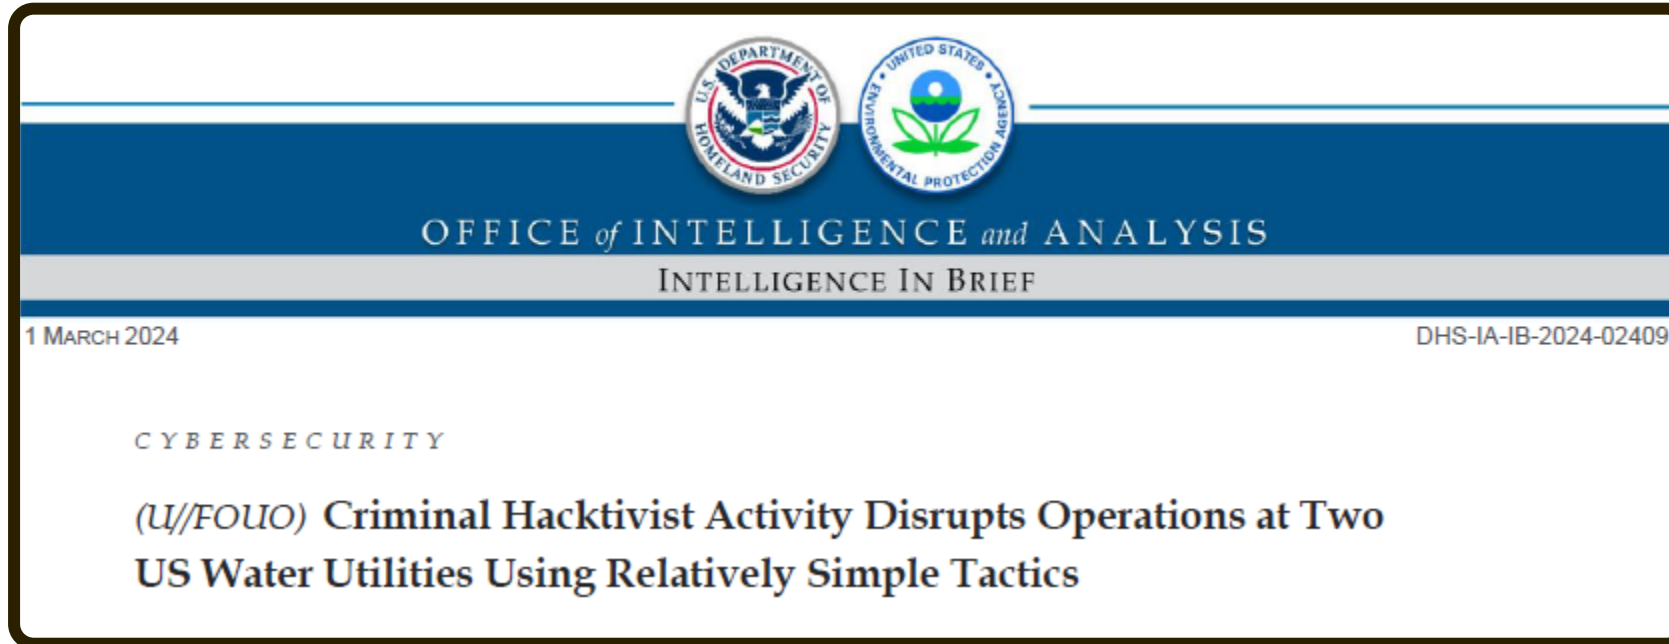 U.S. DEPARTMENT OF HOMELAND SECURITY
UNITED STATES ENVIRONMENTAL PROTECTION AGENCY
OFFICE of INTELLIGENCE and ANALYSIS
INTELLIGENCE IN BRIEF
1 MARCH 2024
DHS-IA-IB-2024-02409
CYBERSECURITY
(U//FOUO) Criminal Hacktivist Activity Disrupts Operations at Two
US Water Utilities Using Relatively Simple Tactics